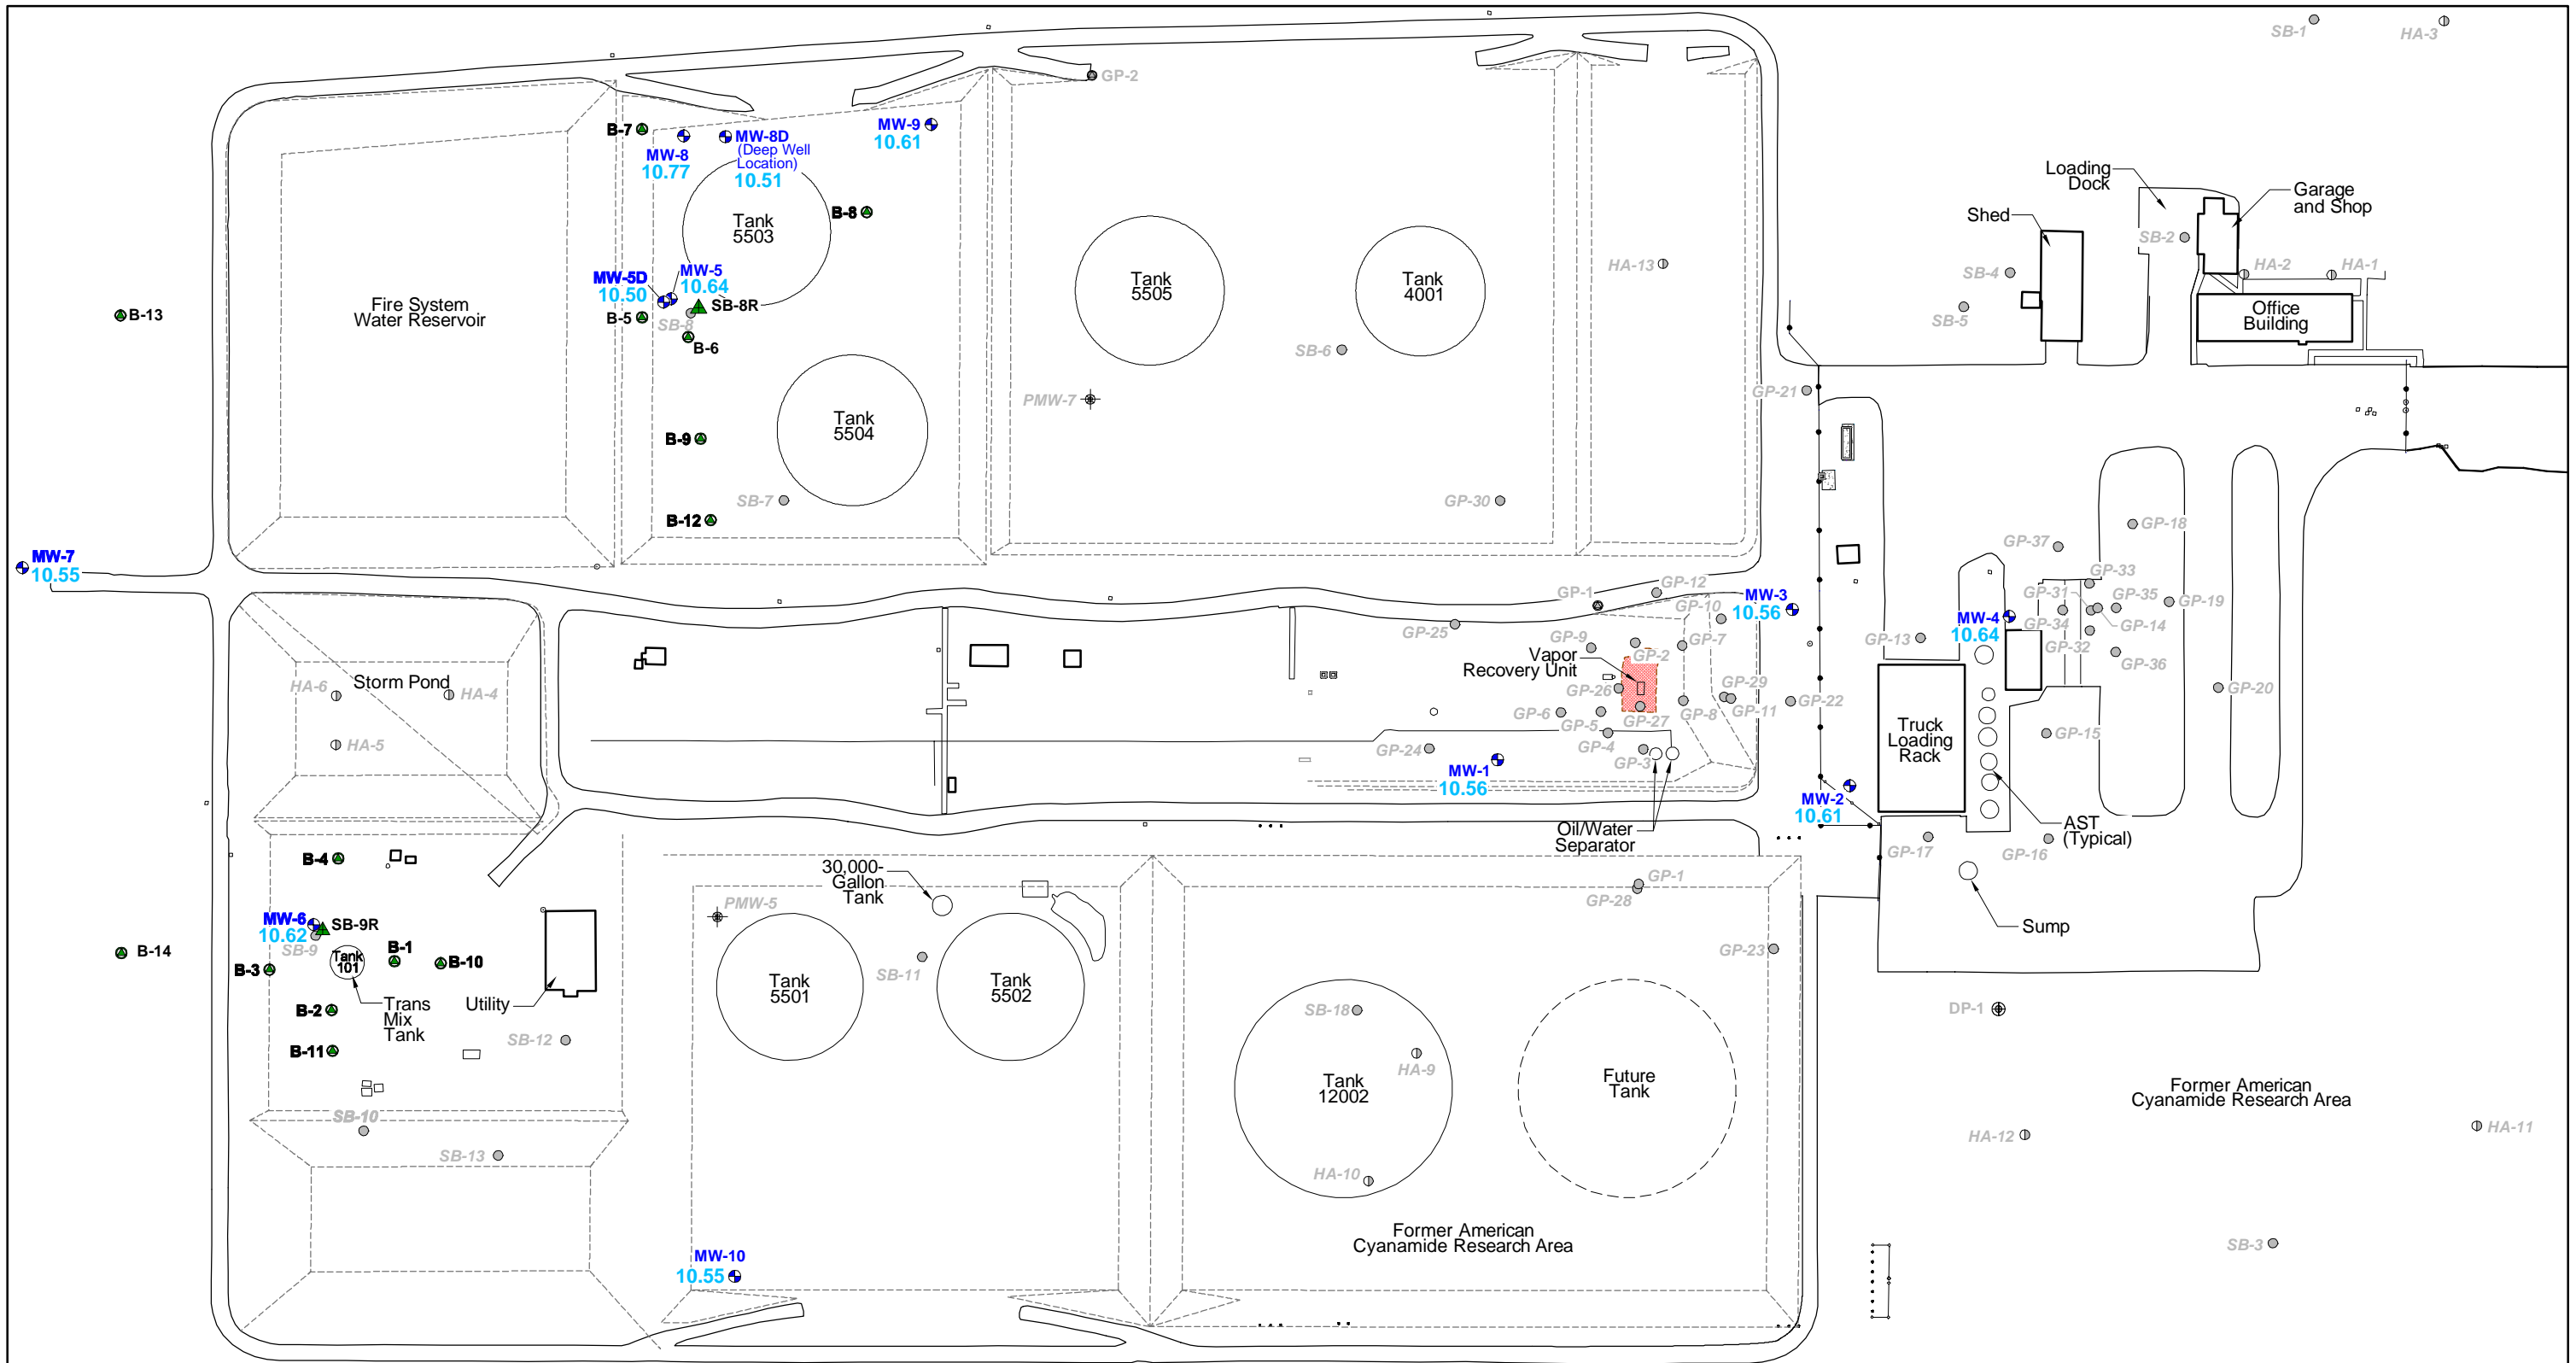 SB-1
HA-3
GP-2
B-7
MW-8
10.77
MW-8D
(Deep Well
Location)
10.51
MW-9
10.61
B-8
Tank
5503
MW-5D
10.50
MW-5
10.64
SB-8R
SB-8
B-5
B-6
B-13
Fire System
Water Reservoir
Tank
5505
Tank
4001
HA-13
SB-6
PMW-7
Tank
5504
B-9
SB-7
B-12
GP-30
Loading
Dock
Garage
and Shop
Shed
SB-2
SB-4
SB-5
HA-2
HA-1
Office
Building
GP-21
MW-7
10.55
GP-1
GP-12
GP-10
MW-3
10.56
GP-25
GP-9
GP-2
GP-7
Vapor
Recovery Unit
GP-26
GP-6
GP-5
GP-27
GP-8
GP-29
GP-11
GP-22
GP-24
GP-4
GP-3
MW-1
10.56
MW-2
10.61
Oil/Water
Separator
GP-37
GP-18
GP-33
GP-31
GP-35
GP-19
MW-4
10.64
GP-34
GP-14
GP-13
GP-32
GP-36
GP-20
Truck
Loading
Rack
GP-15
AST
(Typical)
GP-17
GP-16
Sump
Storm Pond
HA-6
HA-4
HA-5
B-4
MW-6
10.62
SB-9R
SB-9
B-14
B-3
Tank
101
B-1
B-10
Trans
Mix
Tank
Utility
B-2
B-11
SB-12
SB-10
SB-13
30,000-
Gallon
Tank
PMW-5
SB-11
Tank
5501
Tank
5502
GP-1
GP-28
GP-23
SB-18
HA-9
Tank
12002
HA-10
Future
Tank
DP-1
Former American
Cyanamide Research Area
HA-12
HA-11
MW-10
10.55
Former American
Cyanamide Research Area
SB-3